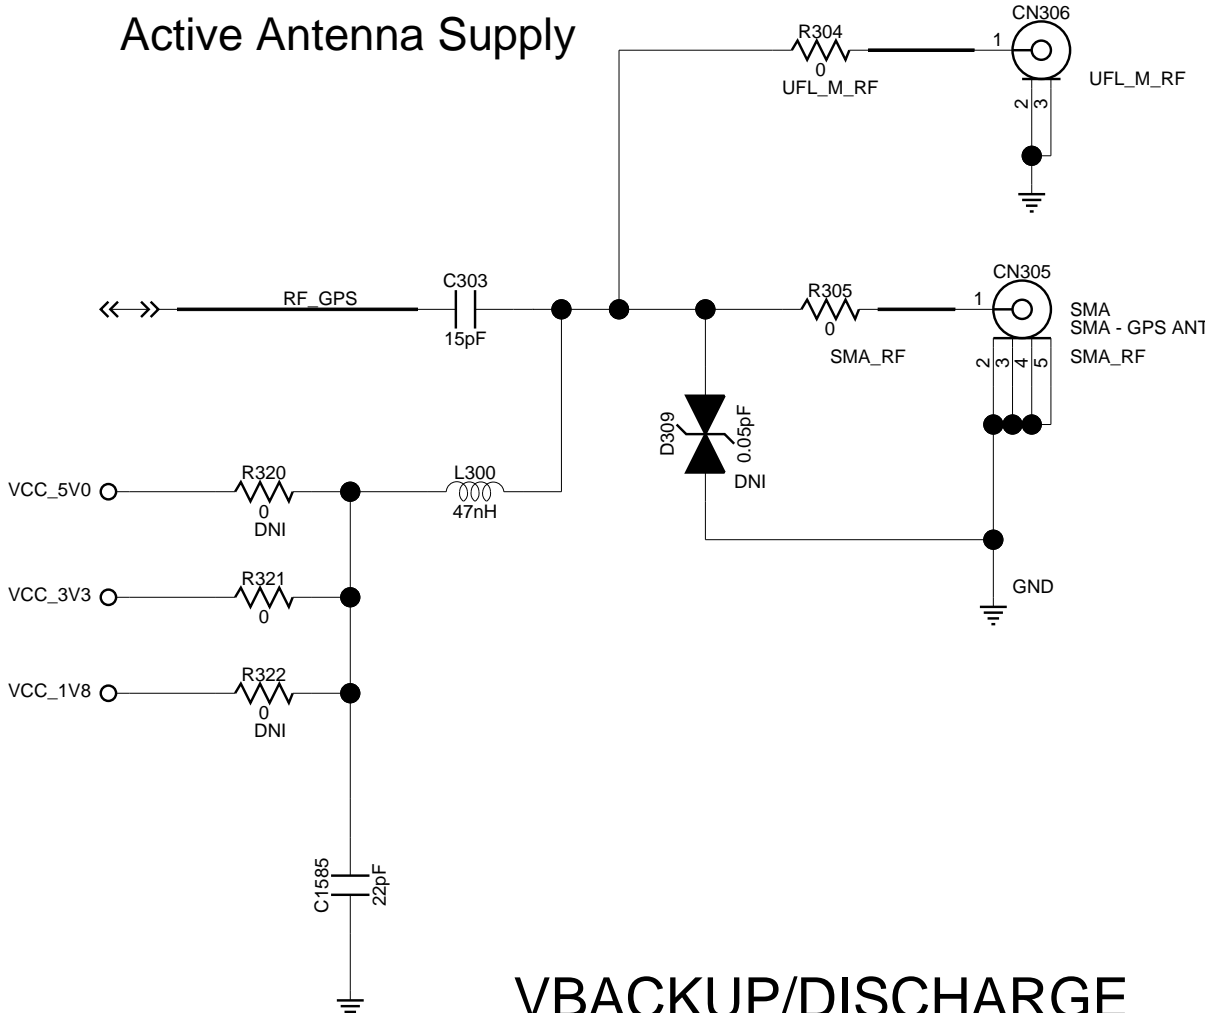 Active Antenna Supply
CN306
R304
1
0
UFL_M_RF
UFL_M_RF
2
3
CN305
C303
RF_GPS
R305
1
SMA
SMA - GPS ANT
15pF
0
SMA_RF
SMA_RF
2
3
4
5
D309
0.05pF
DNI
R320
L300
VCC_5V0
0
DNI
47nH
R321
VCC_3V3
0
GND
R322
VCC_1V8
0
DNI
C1585
22pF
VBACKUP/DISCHARGE